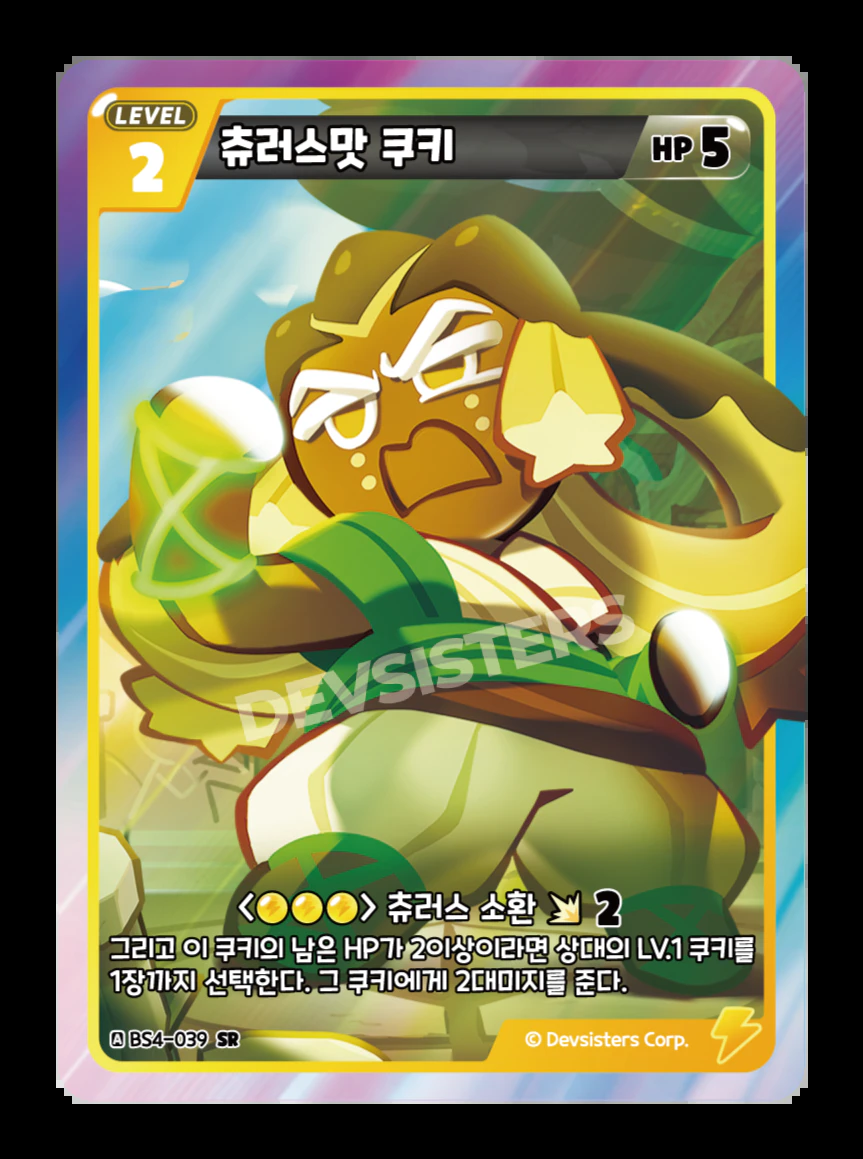 LEVEL
2
츄러스맛 쿠키
HP 5
DEVSISTERS
< > 츄러스 소환 2
그리고 이 쿠키의 남은 HP가 2이상이라면 상대의 LV.1 쿠키를
1장까지 선택한다. 그 쿠키에게 2대미지를 준다.
A BS4-039 SR
© Devsisters Corp.